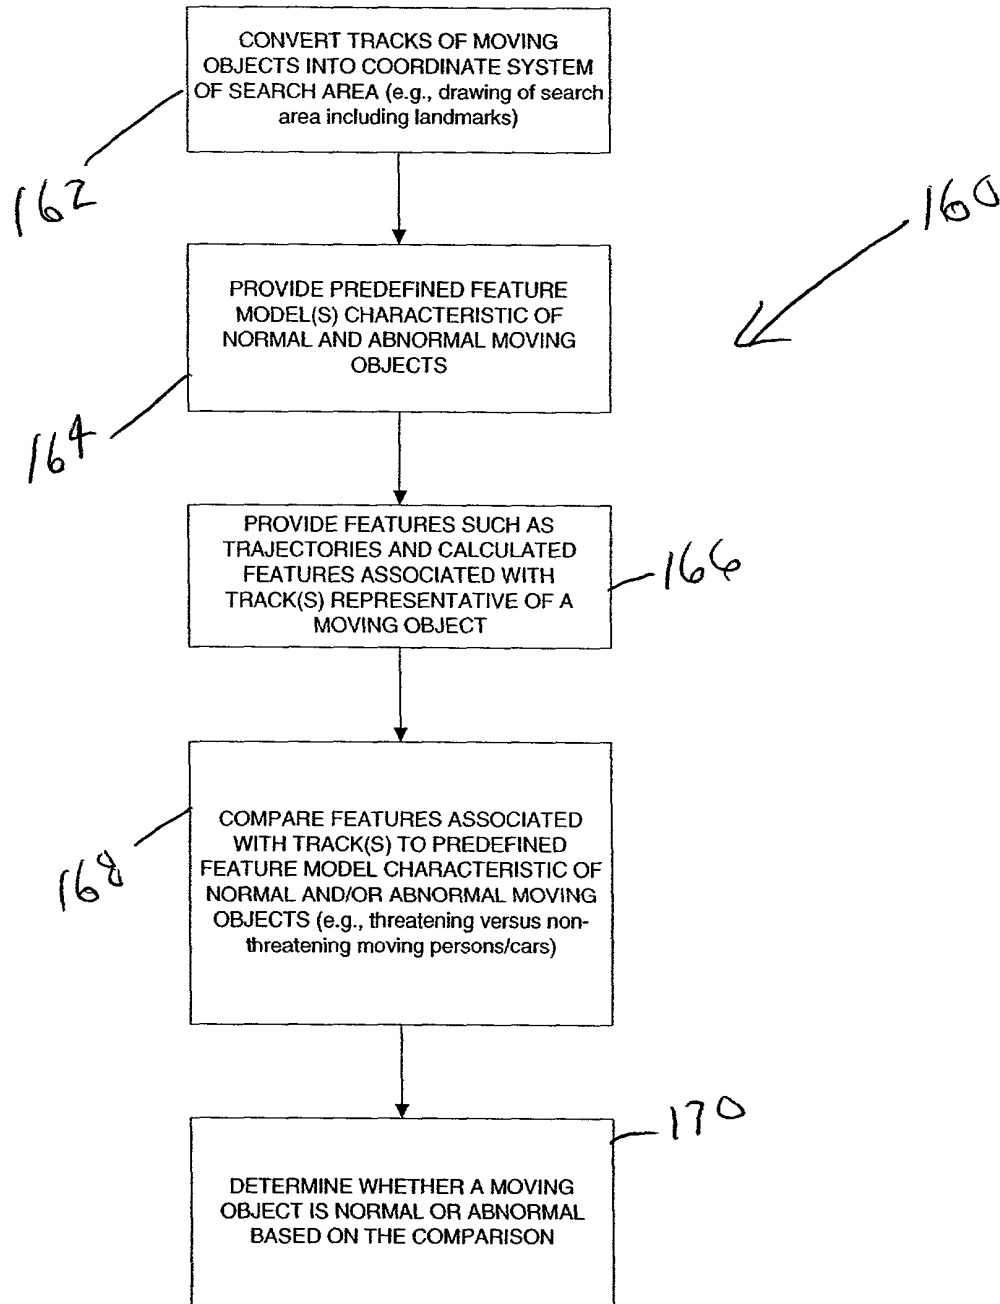 CONVERT TRACKS OF MOVING
OBJECTS INTO COORDINATE SYSTEM
OF SEARCH AREA (e.g., drawing of search
area including landmarks)
162
160
PROVIDE PREDEFINED FEATURE
MODEL(S) CHARACTERISTIC OF
NORMAL AND ABNORMAL MOVING
OBJECTS
164
PROVIDE FEATURES SUCH AS
TRAJECTORIES AND CALCULATED
FEATURES ASSOCIATED WITH
TRACK(S) REPRESENTATIVE OF A
MOVING OBJECT
166
COMPARE FEATURES ASSOCIATED
WITH TRACK(S) TO PREDEFINED
FEATURE MODEL CHARACTERISTIC OF
NORMAL AND/OR ABNORMAL MOVING
OBJECTS (e.g., threatening versus non-
threatening moving persons/cars)
168
170
DETERMINE WHETHER A MOVING
OBJECT IS NORMAL OR ABNORMAL
BASED ON THE COMPARISON